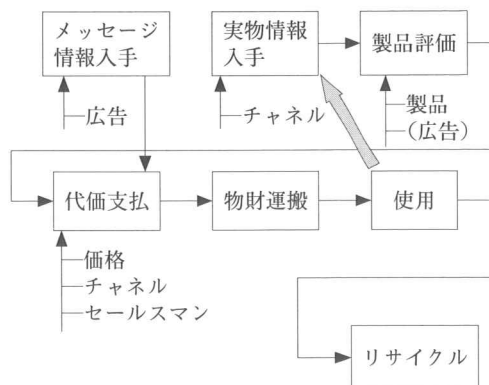 メッセージ
情報入手
実物情報
入手
製品評価
広告
チャネル
製品
(広告)
代価支払
物財運搬
使用
価格
チャネル
セールスマン
リサイクル